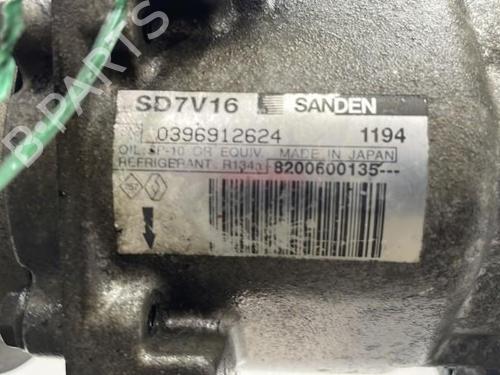 SD7V16 SANDEN
M 0396912624 1194
OIL SP-10 OR EQUIV. MADE IN JAPAN
REFRIGERANT R134a 8200600135---
B-PARTS